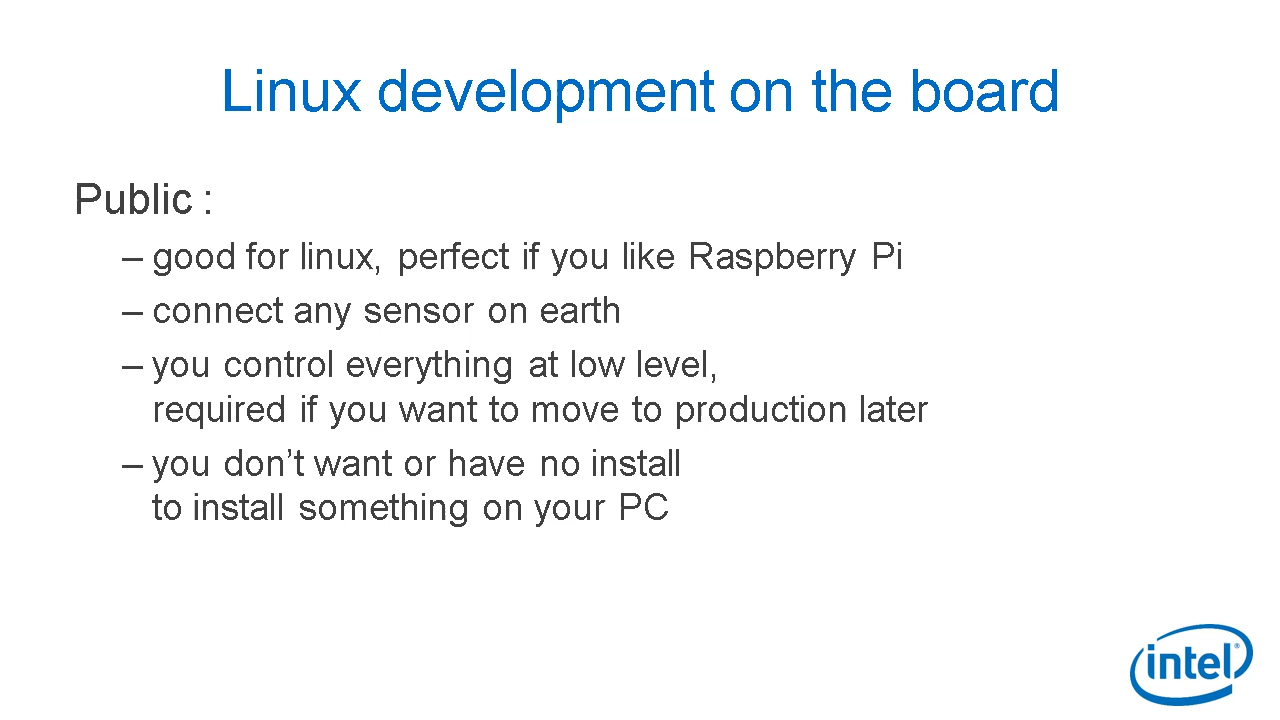 Linux development on the board
Public :
– good for linux, perfect if you like Raspberry Pi
– connect any sensor on earth
– you control everything at low level,
required if you want to move to production later
– you don’t want or have no install
to install something on your PC
intel®